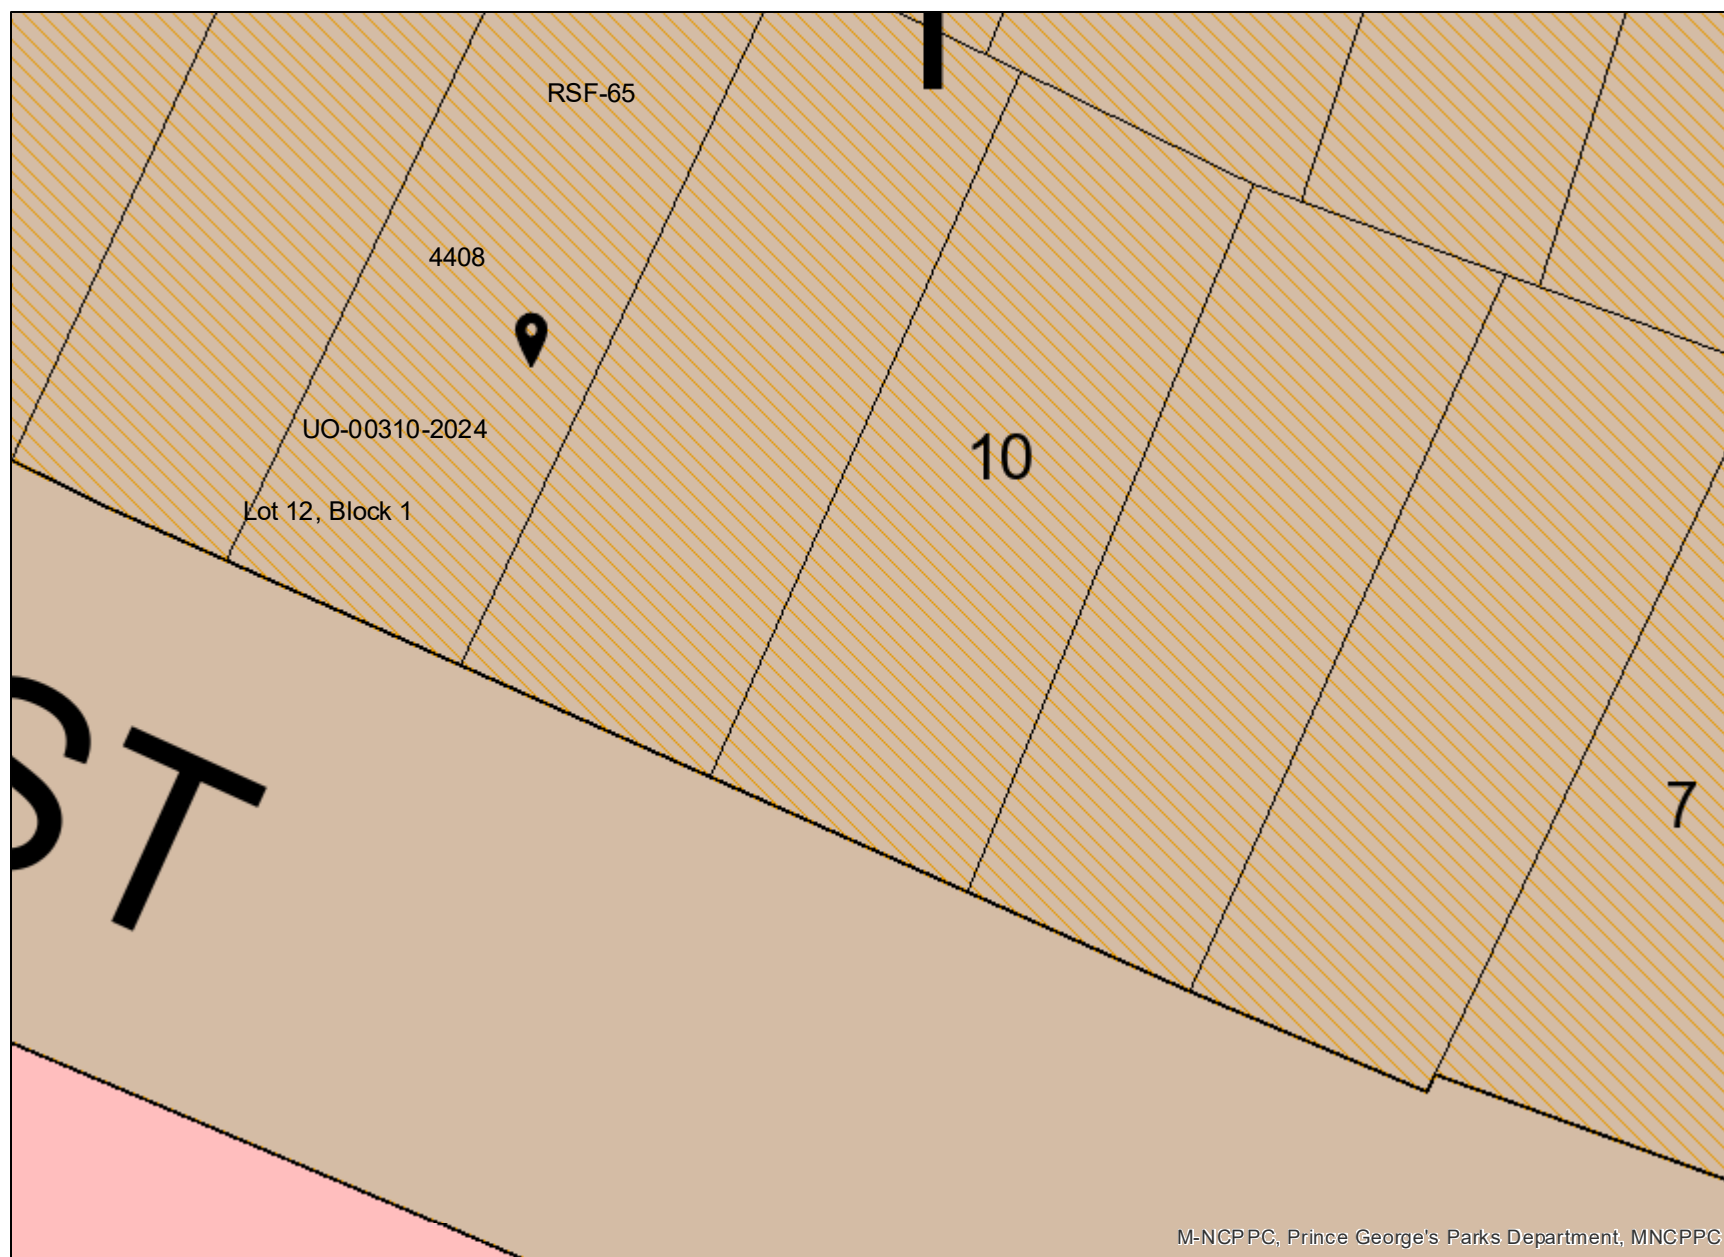 RSF-65
4408
UO-00310-2024
10
Lot 12, Block 1
ST
7
M-NCPPC, Prince George's Parks Department, MNCPPC